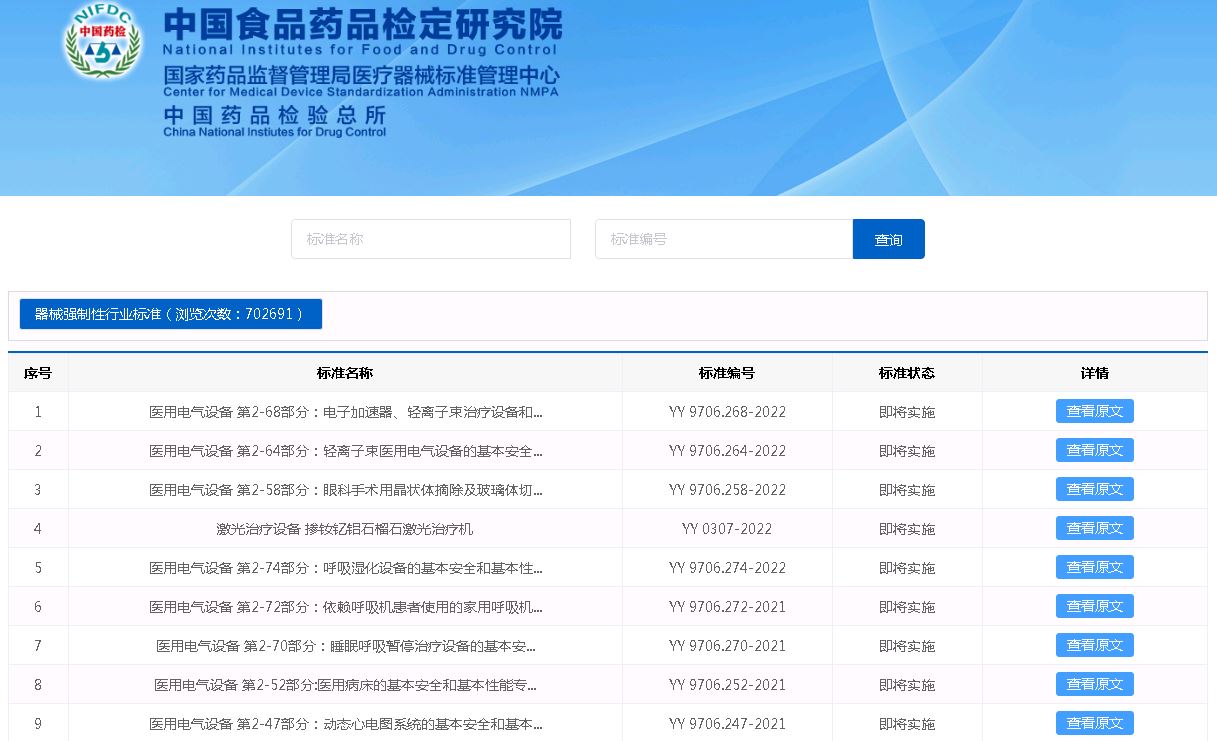 NIFDC
中国药检
中国食品药品检定研究院
National Institutes for Food and Drug Control
国家药品监督管理局医疗器械标准管理中心
Center for Medical Device Standardization Administration NMPA
中国药品检验总所
China National Institutes for Drug Control
标准名称 标准编号 查询
器械强制性行业标准（浏览次数：702691）
序号 标准名称 标准编号 标准状态 详情
1 医用电气设备 第2-68部分：电子加速器、轻离子束治疗设备和... YY 9706.268-2022 即将实施 查看原文
2 医用电气设备 第2-64部分：轻离子束医用电气设备的基本安全... YY 9706.264-2022 即将实施 查看原文
3 医用电气设备 第2-58部分：眼科手术用晶状体摘除及玻璃体切... YY 9706.258-2022 即将实施 查看原文
4 激光治疗设备 掺钕钇铝石榴石激光治疗机 YY 0307-2022 即将实施 查看原文
5 医用电气设备 第2-74部分：呼吸湿化设备的基本安全和基本性... YY 9706.274-2022 即将实施 查看原文
6 医用电气设备 第2-72部分：依赖呼吸机患者使用的家用呼吸机... YY 9706.272-2021 即将实施 查看原文
7 医用电气设备 第2-70部分：睡眠呼吸暂停治疗设备的基本安... YY 9706.270-2021 即将实施 查看原文
8 医用电气设备 第2-52部分:医用病床的基本安全和基本性能专... YY 9706.252-2021 即将实施 查看原文
9 医用电气设备 第2-47部分：动态心电图系统的基本安全和基本... YY 9706.247-2021 即将实施 查看原文